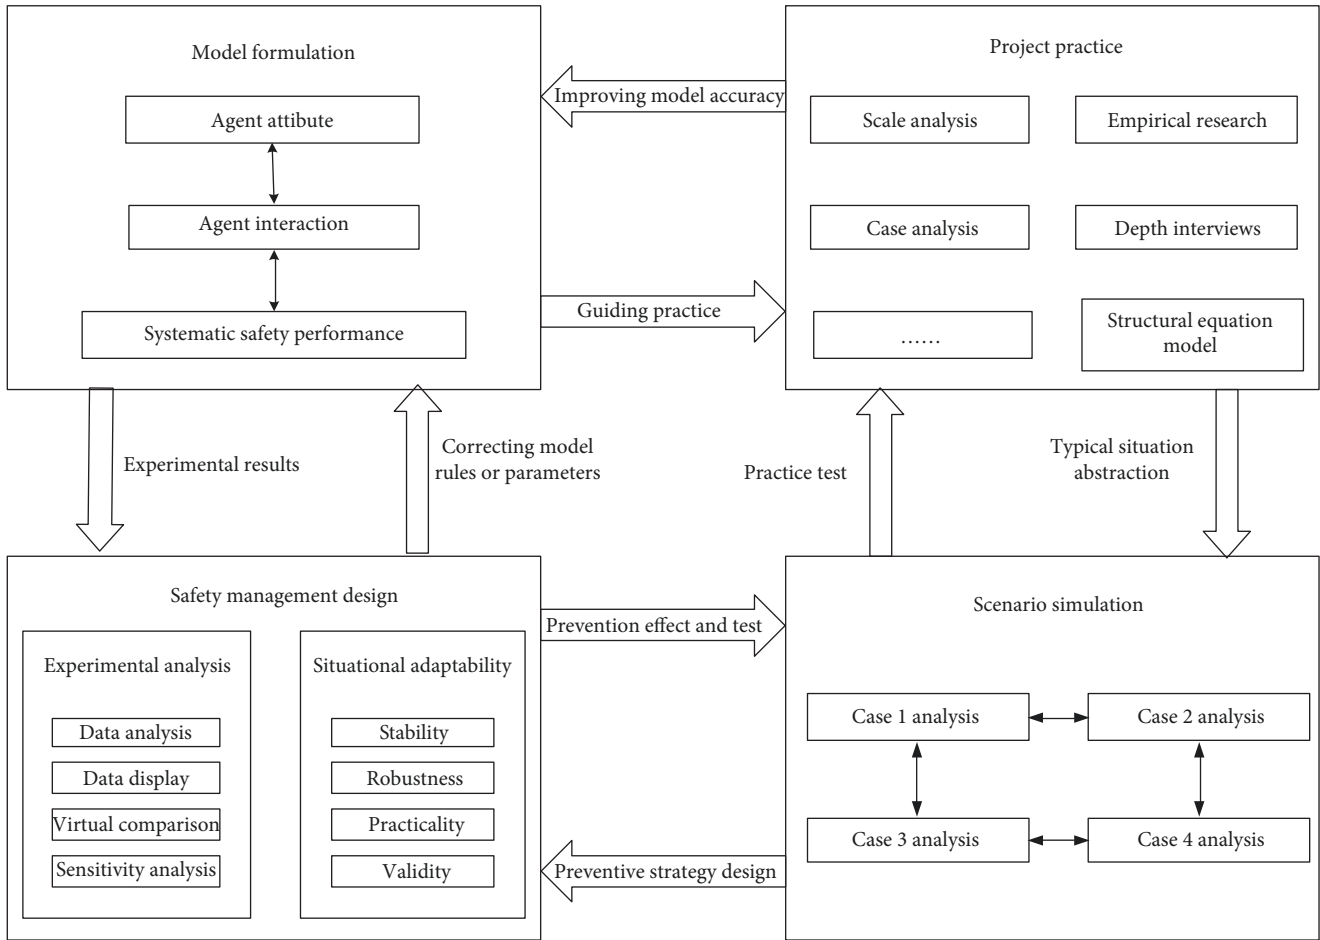 Model formulation
Agent attibute
Agent interaction
Systematic safety performance
Improving model accuracy
Guiding practice
Project practice
Scale analysis
Empirical research
Case analysis
Depth interviews
......
Structural equation
model
Experimental results
Correcting model
rules or parameters
Practice test
Typical situation
abstraction
Safety management design
Experimental analysis
Data analysis
Data display
Virtual comparison
Sensitivity analysis
Situational adaptability
Stability
Robustness
Practicality
Validity
Prevention effect and test
Preventive strategy design
Scenario simulation
Case 1 analysis
Case 2 analysis
Case 3 analysis
Case 4 analysis